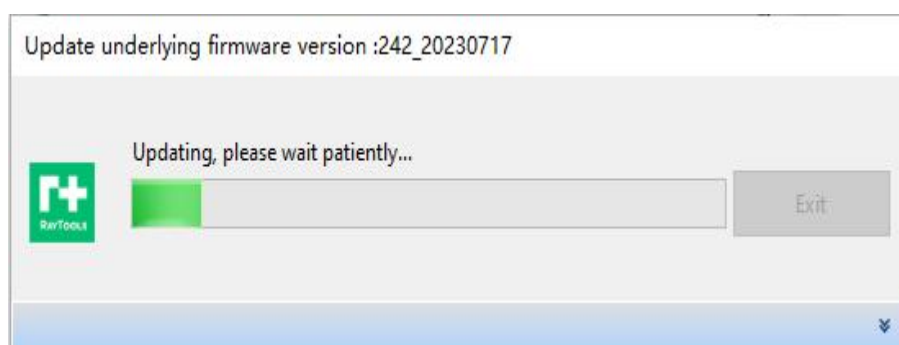 Update underlying firmware version :242_20230717
Updating, please wait patiently...
r+
RAYTOOLS
Exit